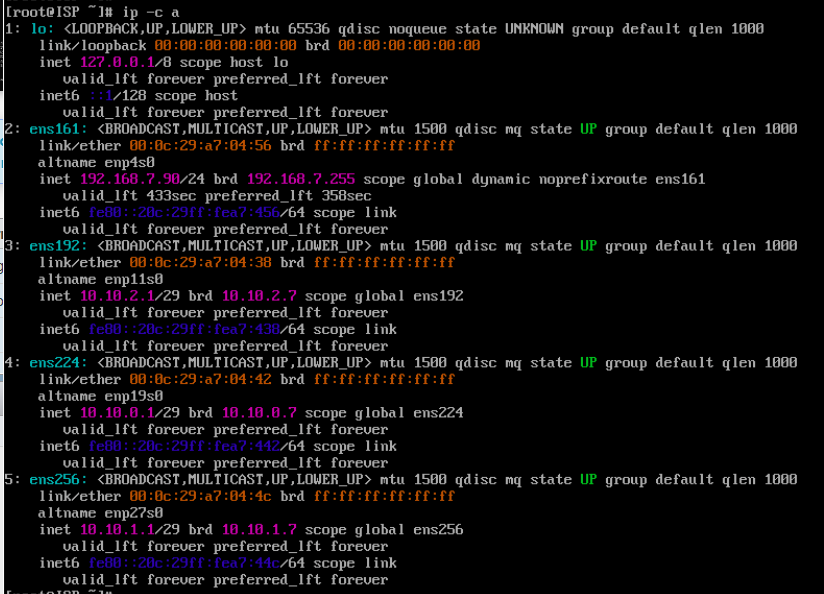 [root@ISP ~]# ip -c a
1: lo: <LOOPBACK,UP,LOWER_UP> mtu 65536 qdisc noqueue state UNKNOWN group default qlen 1000
link/loopback 00:00:00:00:00:00 brd 00:00:00:00:00:00
inet 127.0.0.1/8 scope host lo
valid_lft forever preferred_lft forever
inet6 ::1/128 scope host
valid_lft forever preferred_lft forever
2: ens161: <BROADCAST,MULTICAST,UP,LOWER_UP> mtu 1500 qdisc mq state UP group default qlen 1000
link/ether 00:0c:29:a7:04:56 brd ff:ff:ff:ff:ff:ff
altname enp4s0
inet 192.168.7.90/24 brd 192.168.7.255 scope global dynamic noprefixroute ens161
valid_lft 433sec preferred_lft 358sec
inet6 fe80::20c:29ff:fea7:456/64 scope link
valid_lft forever preferred_lft forever
3: ens192: <BROADCAST,MULTICAST,UP,LOWER_UP> mtu 1500 qdisc mq state UP group default qlen 1000
link/ether 00:0c:29:a7:04:38 brd ff:ff:ff:ff:ff:ff
altname enp11s0
inet 10.10.2.1/29 brd 10.10.2.7 scope global ens192
valid_lft forever preferred_lft forever
inet6 fe80::20c:29ff:fea7:438/64 scope link
valid_lft forever preferred_lft forever
4: ens224: <BROADCAST,MULTICAST,UP,LOWER_UP> mtu 1500 qdisc mq state UP group default qlen 1000
link/ether 00:0c:29:a7:04:42 brd ff:ff:ff:ff:ff:ff
altname enp19s0
inet 10.10.0.1/29 brd 10.10.0.7 scope global ens224
valid_lft forever preferred_lft forever
inet6 fe80::20c:29ff:fea7:442/64 scope link
valid_lft forever preferred_lft forever
5: ens256: <BROADCAST,MULTICAST,UP,LOWER_UP> mtu 1500 qdisc mq state UP group default qlen 1000
link/ether 00:0c:29:a7:04:4c brd ff:ff:ff:ff:ff:ff
altname enp27s0
inet 10.10.1.1/29 brd 10.10.1.7 scope global ens256
valid_lft forever preferred_lft forever
inet6 fe80::20c:29ff:fea7:44c/64 scope link
valid_lft forever preferred_lft forever
[root@ISP ~]#